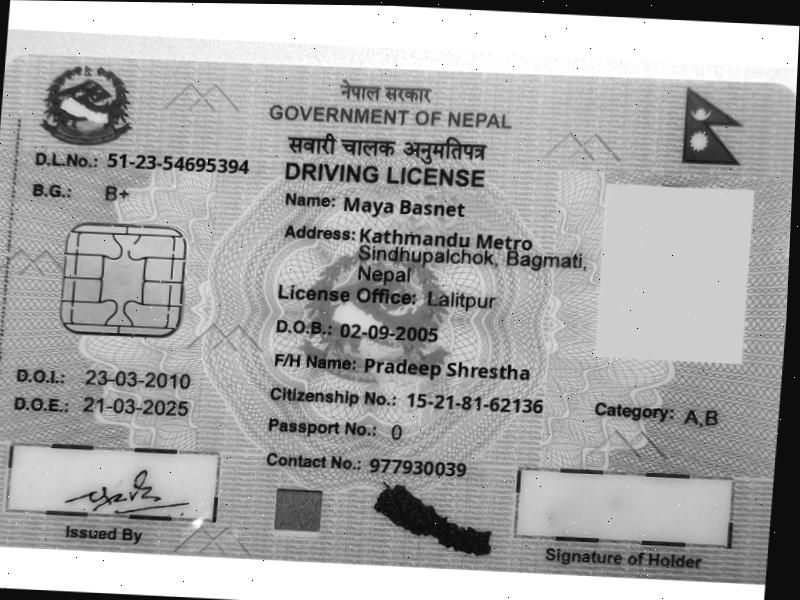 नेपाल सरकार
GOVERNMENT OF NEPAL
सवारी चालक अनुमतिपत्र
DRIVING LICENSE
D.L.No.: 51-23-54695394
B.G.: B+
Name: Maya Basnet
Address: Kathmandu Metro
Sindhupalchok, Bagmati,
Nepal
License Office: Lalitpur
D.O.B.: 02-09-2005
F/H Name: Pradeep Shrestha
D.O.I.: 23-03-2010
D.O.E.: 21-03-2025
Citizenship No.: 15-21-81-62136
Category: A,B
Passport No.: 0
Contact No.: 977930039
Issued By
Signature of Holder